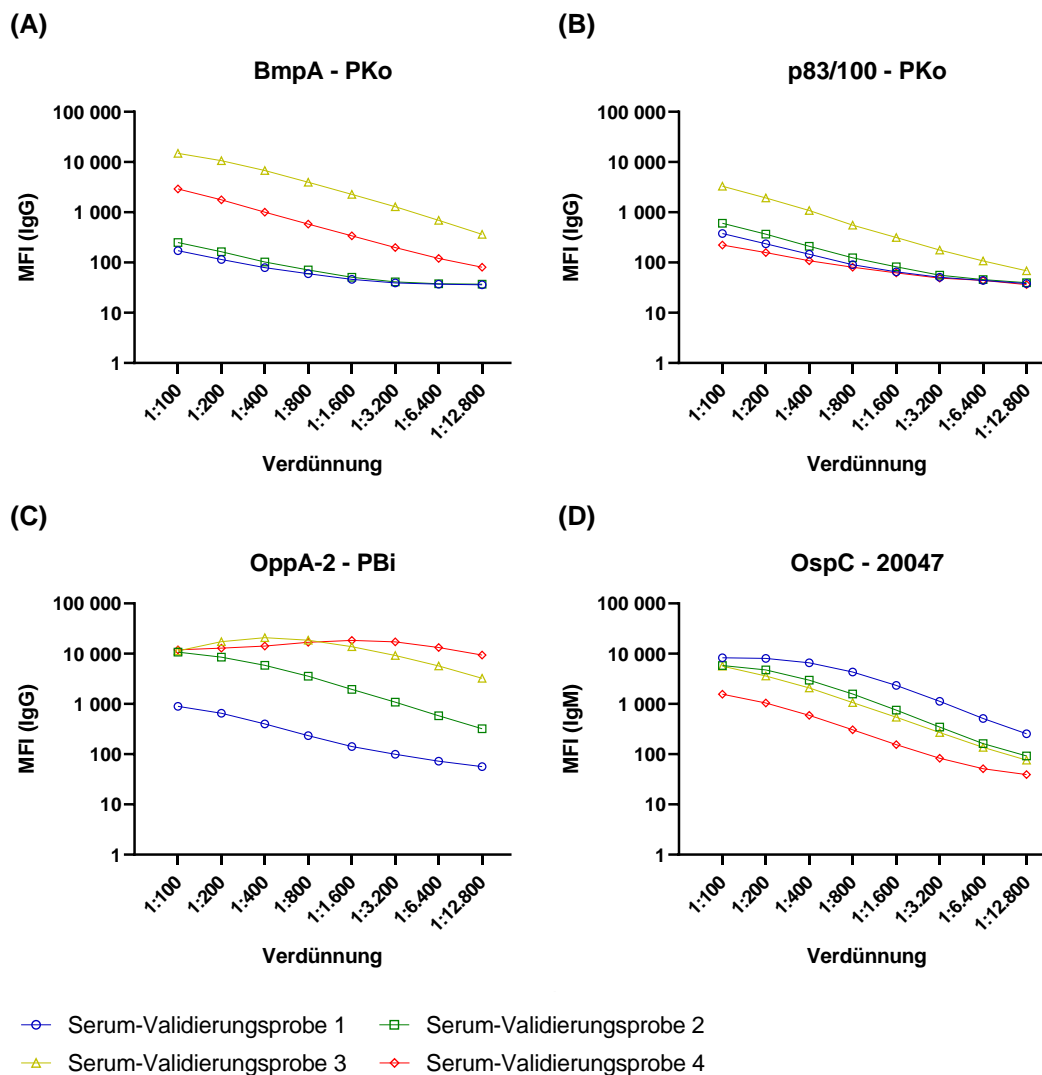 (A)
BmpA - PKo
MFI (IgG)
100 000
10 000
1 000
100
10
1
1:100
1:200
1:400
1:800
1:1.600
1:3.200
1:6.400
1:12.800
Verdünnung
(B)
p83/100 - PKo
MFI (IgG)
100 000
10 000
1 000
100
10
1
1:100
1:200
1:400
1:800
1:1.600
1:3.200
1:6.400
1:12.800
Verdünnung
(C)
OppA-2 - PBi
MFI (IgG)
100 000
10 000
1 000
100
10
1
1:100
1:200
1:400
1:800
1:1.600
1:3.200
1:6.400
1:12.800
Verdünnung
(D)
OspC - 20047
MFI (IgM)
100 000
10 000
1 000
100
10
1
1:100
1:200
1:400
1:800
1:1.600
1:3.200
1:6.400
1:12.800
Verdünnung
Serum-Validierungsprobe 1
Serum-Validierungsprobe 2
Serum-Validierungsprobe 3
Serum-Validierungsprobe 4